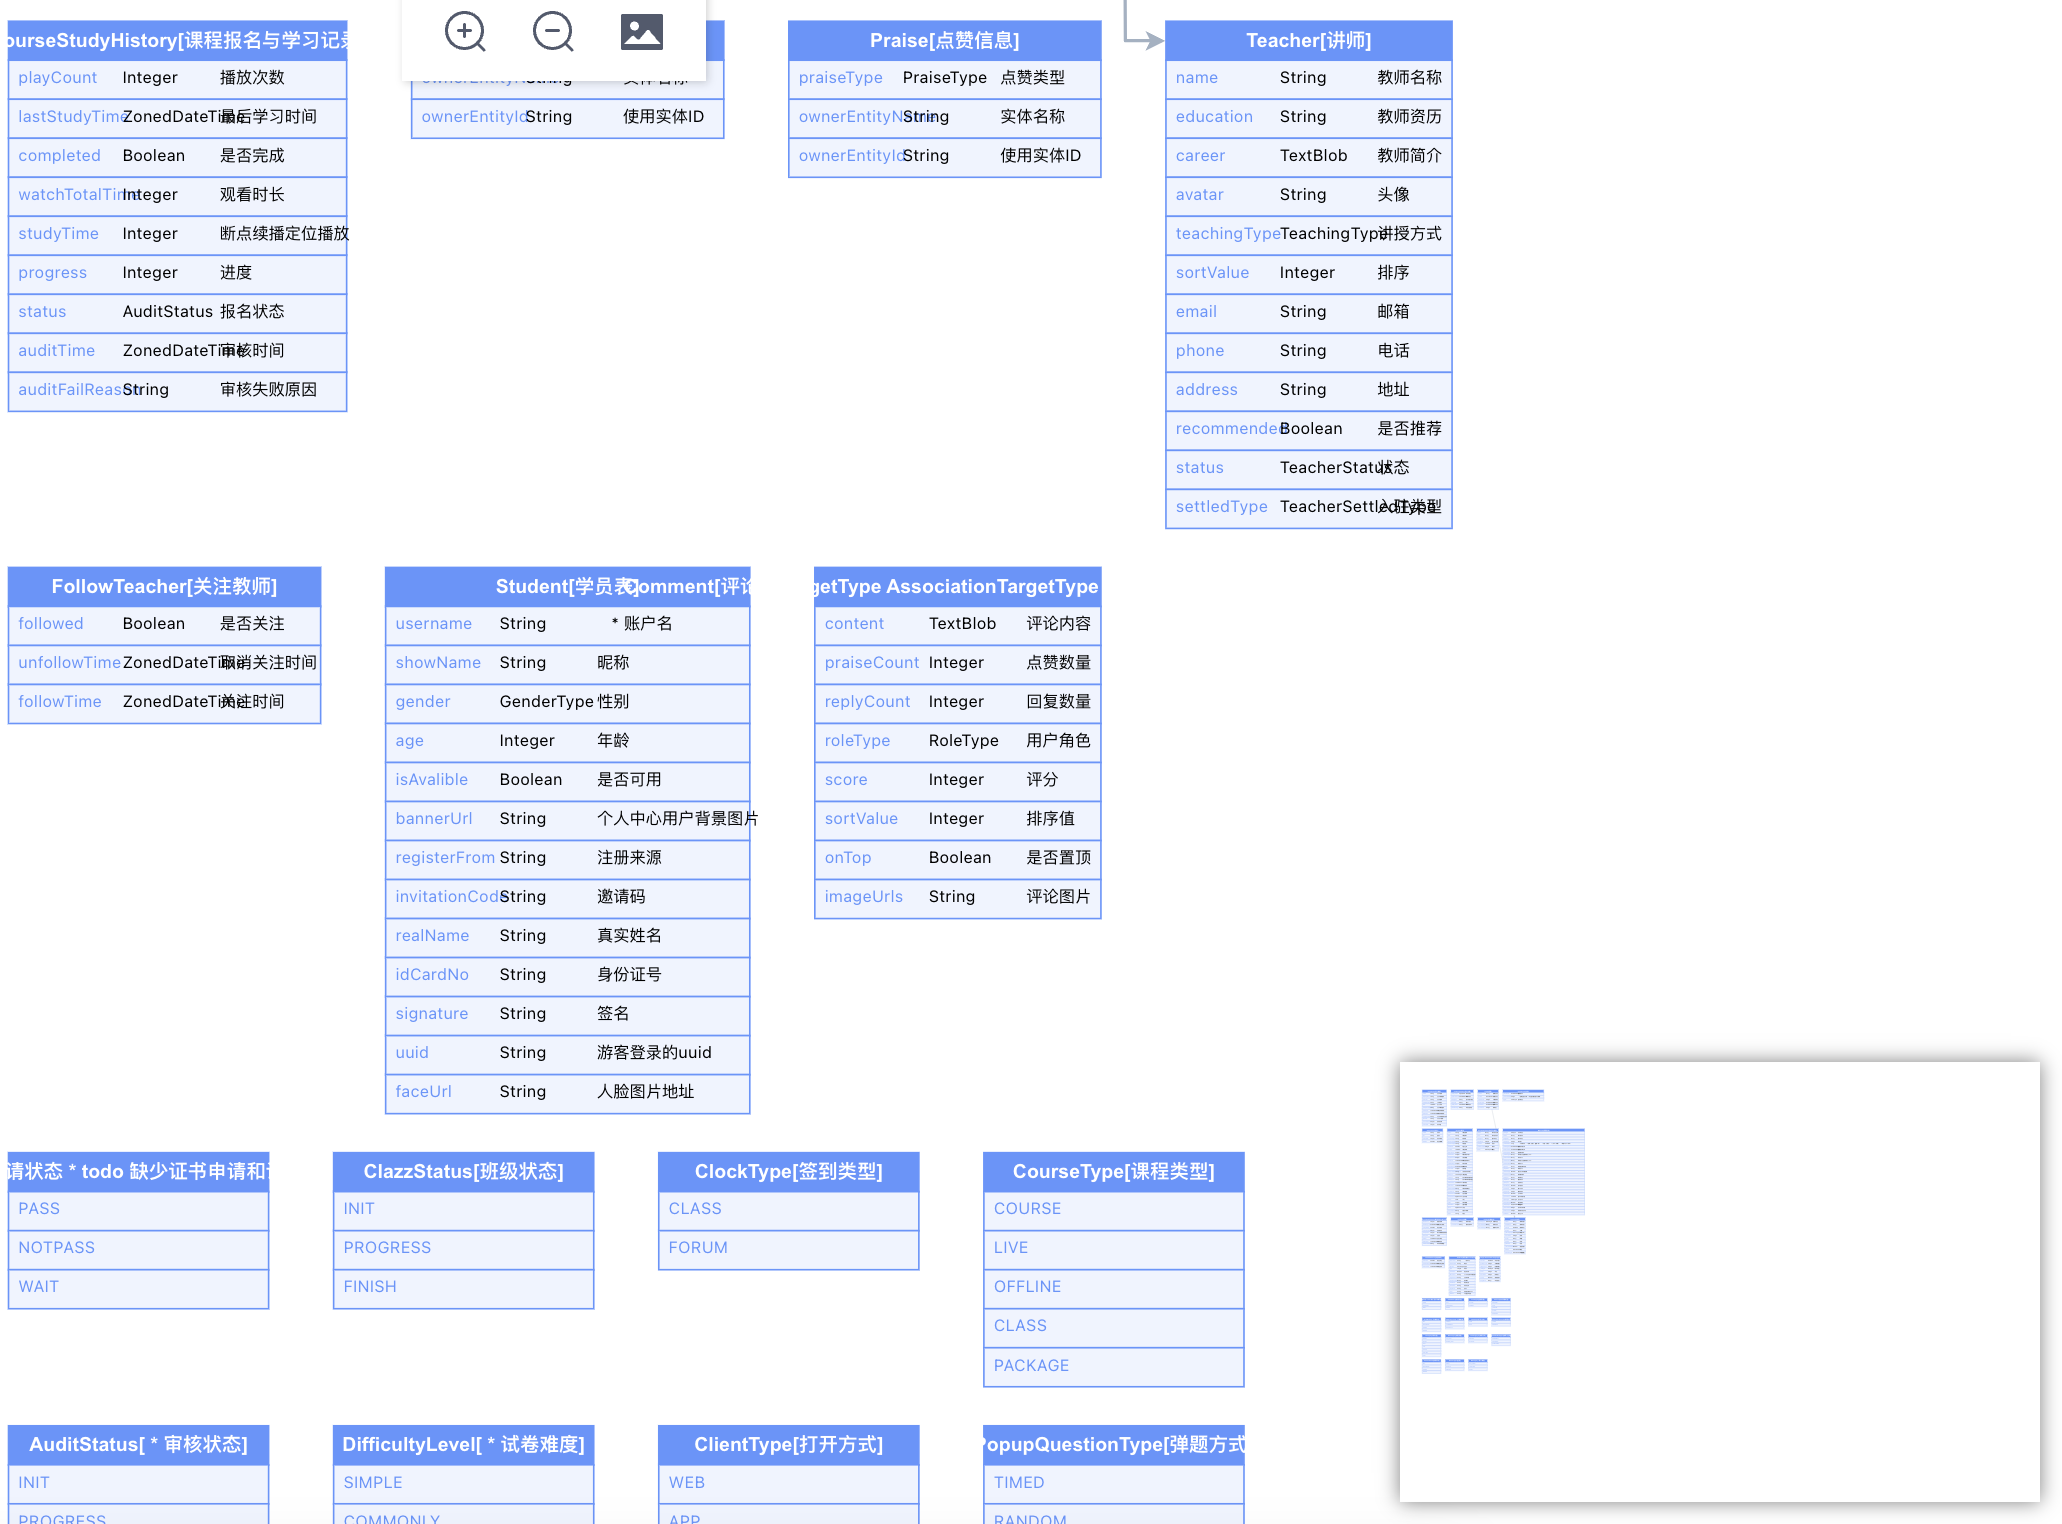 ourseStudyHistory[课程报名与学习记录
playCount Integer 播放次数
lastStudyTime ZonedDateTime 最后学习时间
completed Boolean 是否完成
watchTotalTime Integer 观看时长
studyTime Integer 断点续播定位播放
progress Integer 进度
status AuditStatus 报名状态
auditTime ZonedDateTime 审核时间
auditFailReason String 审核失败原因
ownerEntityId String 使用实体ID
Praise[点赞信息]
praiseType PraiseType 点赞类型
ownerEntityName String 实体名称
ownerEntityId String 使用实体ID
Teacher[讲师]
name String 教师名称
education String 教师资历
career TextBlob 教师简介
avatar String 头像
teachingType TeachingType 讲授方式
sortValue Integer 排序
email String 邮箱
phone String 电话
address String 地址
recommended Boolean 是否推荐
status TeacherStatus 状态
settledType TeacherSettledType 入驻类型
FollowTeacher[关注教师]
followed Boolean 是否关注
unfollowTime ZonedDateTime 取消关注时间
followTime ZonedDateTime 关注时间
Student[学员表]
username String * 账户名
showName String 昵称
gender GenderType 性别
age Integer 年龄
isAvalible Boolean 是否可用
bannerUrl String 个人中心用户背景图片
registerFrom String 注册来源
invitationCode String 邀请码
realName String 真实姓名
idCardNo String 身份证号
signature String 签名
uuid String 游客登录的uuid
faceUrl String 人脸图片地址
Comment[评论
getType AssociationTargetType
content TextBlob 评论内容
praiseCount Integer 点赞数量
replyCount Integer 回复数量
roleType RoleType 用户角色
score Integer 评分
sortValue Integer 排序值
onTop Boolean 是否置顶
imageUrls String 评论图片
请状态 * todo 缺少证书申请和
PASS
NOTPASS
WAIT
ClazzStatus[班级状态]
INIT
PROGRESS
FINISH
ClockType[签到类型]
CLASS
FORUM
CourseType[课程类型]
COURSE
LIVE
OFFLINE
CLASS
PACKAGE
AuditStatus[ * 审核状态]
INIT
PROGRESS
DifficultyLevel[ * 试卷难度]
SIMPLE
COMMONLY
ClientType[打开方式]
WEB
APP
PopupQuestionType[弹题方式
TIMED
RANDOM